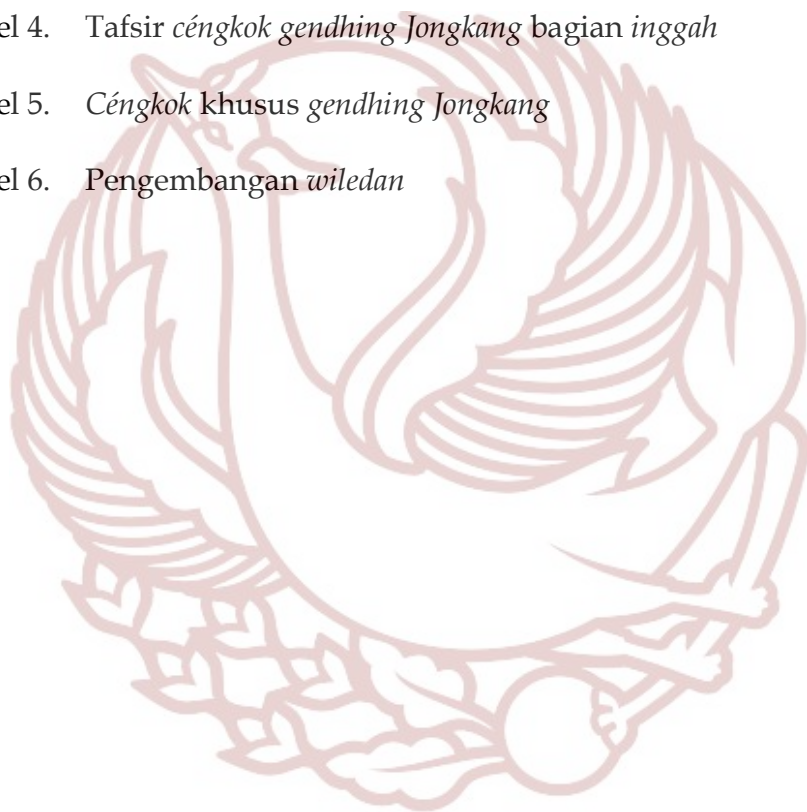 el 4. Tafsir céngkok gendhing Jongkang bagian inggah
el 5. Céngkok khusus gendhing Jongkang
el 6. Pengembangan wiledan